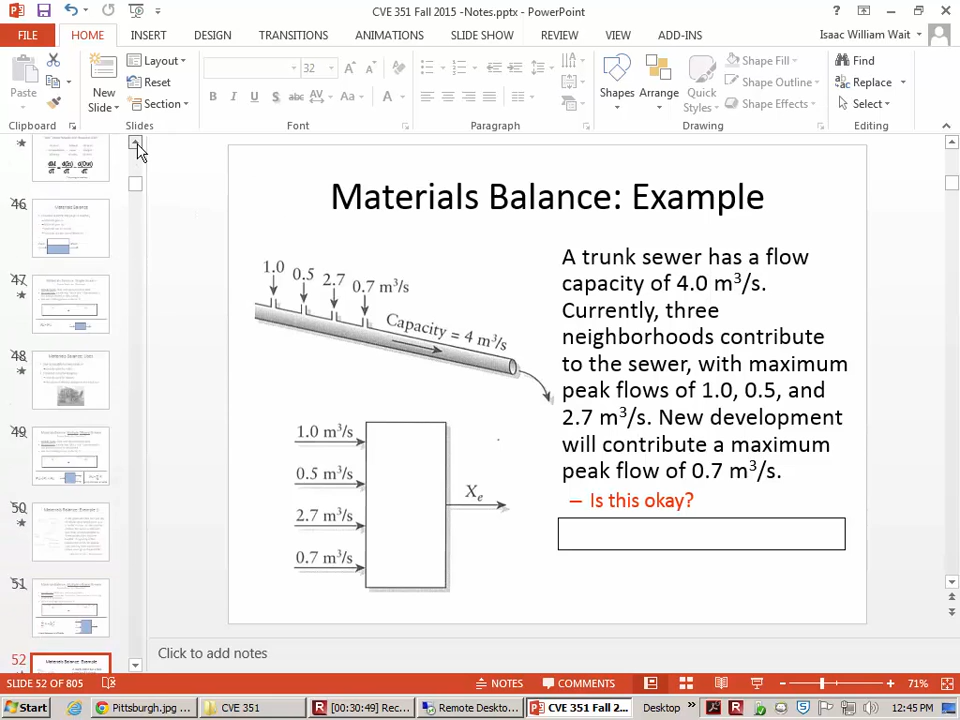 CVE 351 Fall 2015 -Notes.pptx - PowerPoint
FILE HOME INSERT DESIGN TRANSITIONS ANIMATIONS SLIDE SHOW REVIEW VIEW ADD-INS Isaac William Wait
Paste
New
Slide
Layout
Reset
Section
32
B I U S abc AV Aa A
Shapes
Arrange
Quick
Styles
Shape Fill
Shape Outline
Shape Effects
Find
Replace
Select
Clipboard Slides Font Paragraph Drawing Editing
46
Materials Balance
47
48
49
50
51
52
Materials Balance: Example
1.0
0.5
2.7
0.7 m³/s
Capacity = 4 m³/s
1.0 m³/s
0.5 m³/s
2.7 m³/s
0.7 m³/s
Xe
A trunk sewer has a flow
capacity of 4.0 m³/s.
Currently, three
neighborhoods contribute
to the sewer, with maximum
peak flows of 1.0, 0.5, and
2.7 m³/s. New development
will contribute a maximum
peak flow of 0.7 m³/s.
– Is this okay?
Click to add notes
SLIDE 52 OF 805 NOTES COMMENTS 71%
Start Pittsburgh.jpg ... CVE 351 [00:30:49] Rec... Remote Deskto... CVE 351 Fall 2... Desktop » 12:45 PM